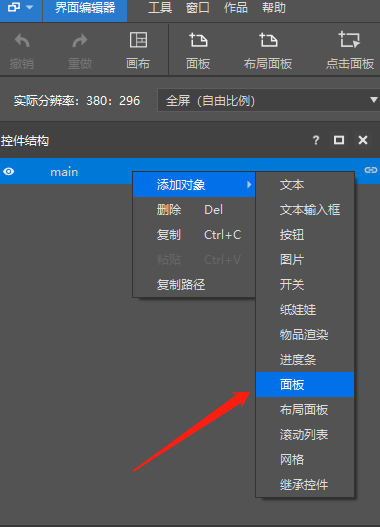 界面编辑器 工具 窗口 作品 帮助
撤销 重做 画布 面板 布局面板 点击面板
实际分辨率：380：296 全屏（自由比例）
控件结构 ?
main
添加对象
删除 Del
复制 Ctrl+C
粘贴 Ctrl+V
复制路径
文本
文本输入框
按钮
图片
开关
纸娃娃
物品渲染
进度条
面板
布局面板
滚动列表
网格
继承控件